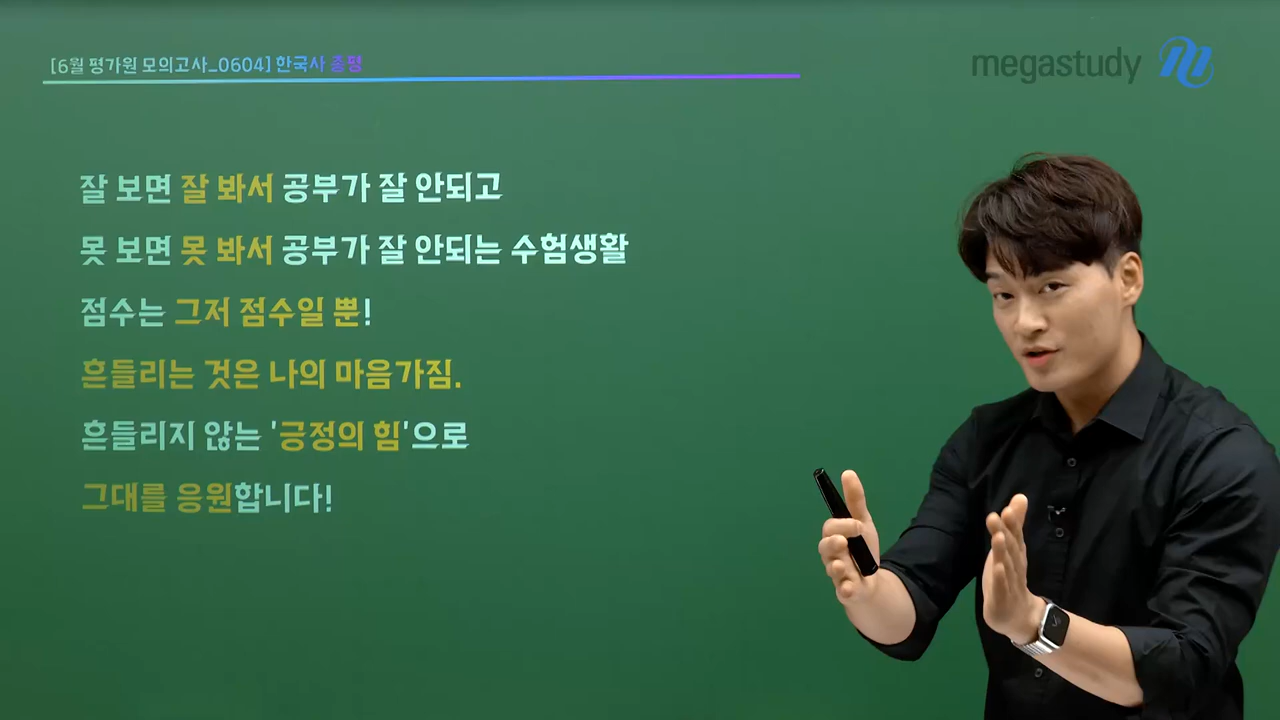 [6월 평가원 모의고사_0604] 한국사 총평
megastudy
잘 보면 잘 봐서 공부가 잘 안되고
못 보면 못 봐서 공부가 잘 안되는 수험생활
점수는 그저 점수일 뿐!
흔들리는 것은 나의 마음가짐.
흔들리지 않는 '긍정의 힘'으로
그대를 응원합니다!